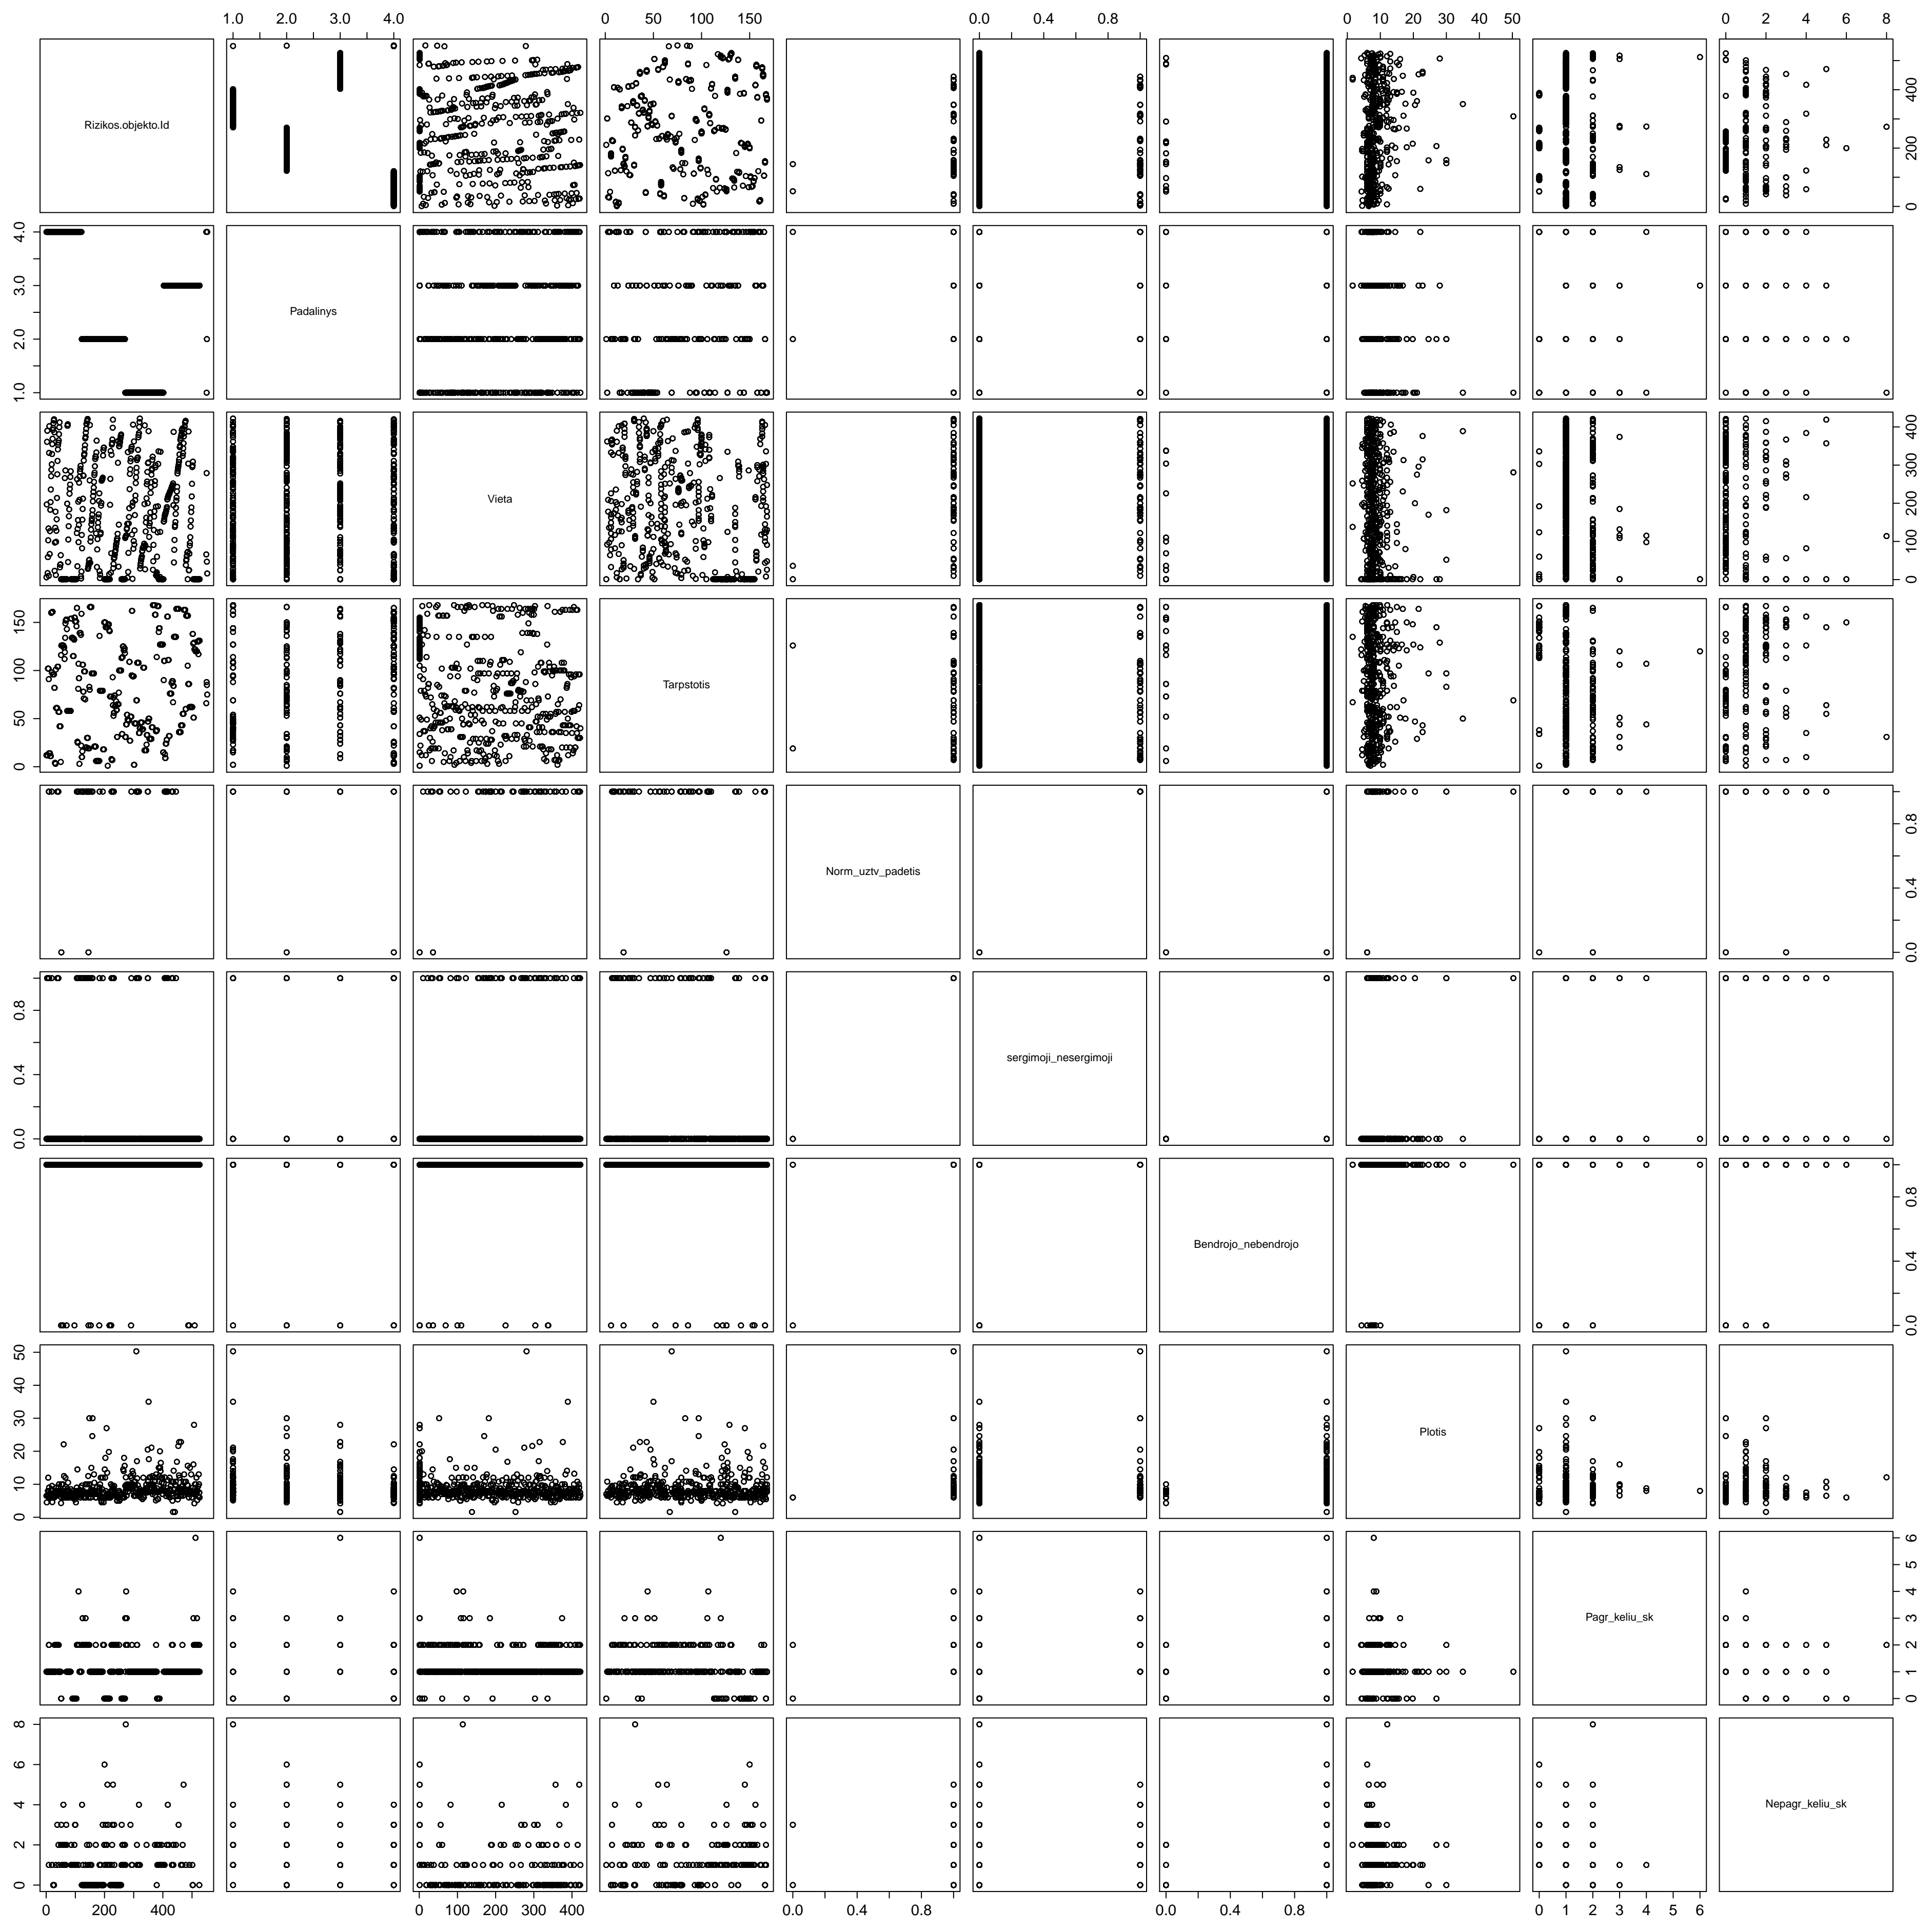 1.0 2.0 3.0 4.0 0 50 100 150 0.0 0.4 0.8 0 10 20 30 40 50 0 2 4 6 8
Rizikos.objekto.Id
0 200 400
1.0 2.0 3.0 4.0
Padalinys
Vieta
0 100 200 300 400
0 50 100 150
Tarpstotis
Norm_uztv_padetis
0.0 0.4 0.8
0.0 0.4 0.8
sergimoji_nesergimoji
Bendrojo_nebendrojo
0.0 0.4 0.8
0 10 20 30 40 50
Plotis
Pagr_keliu_sk
0 1 2 3 4 5 6
0 2 4 6 8
Nepagr_keliu_sk
0 200 400 0 100 200 300 400 0.0 0.4 0.8 0.0 0.4 0.8 0 1 2 3 4 5 6